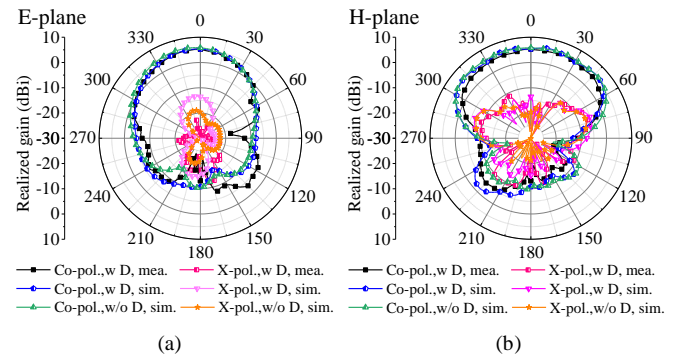 E-plane
H-plane
Realized gain (dBi)
10
0
-10
-20
-30
-20
-10
0
10
0
30
60
90
120
150
180
210
240
270
300
330
Realized gain (dBi)
10
0
-10
-20
-30
-20
-10
0
10
0
30
60
90
120
150
180
210
240
270
300
330
Co-pol.,w D, mea.
X-pol.,w D, mea.
Co-pol.,w D, sim.
X-pol.,w D, sim.
Co-pol.,w/o D, sim.
X-pol.,w/o D, sim.
Co-pol.,w D, mea.
X-pol.,w D, mea.
Co-pol.,w D, sim.
X-pol.,w D, sim.
Co-pol.,w/o D, sim.
X-pol.,w/o D, sim.
(a)
(b)